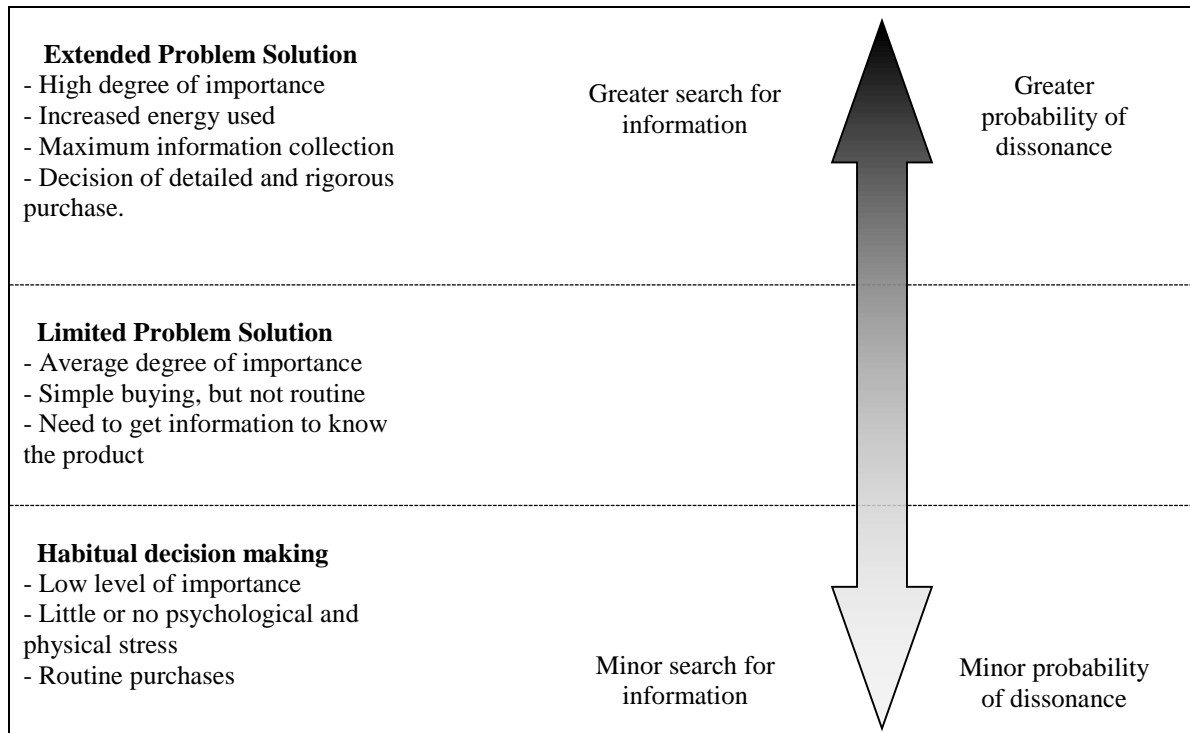 Extended Problem Solution
- High degree of importance
- Increased energy used
- Maximum information collection
- Decision of detailed and rigorous
purchase.
Greater search for
information
Greater
probability of
dissonance
Limited Problem Solution
- Average degree of importance
- Simple buying, but not routine
- Need to get information to know
the product
Habitual decision making
- Low level of importance
- Little or no psychological and
physical stress
- Routine purchases
Minor search for
information
Minor probability
of dissonance